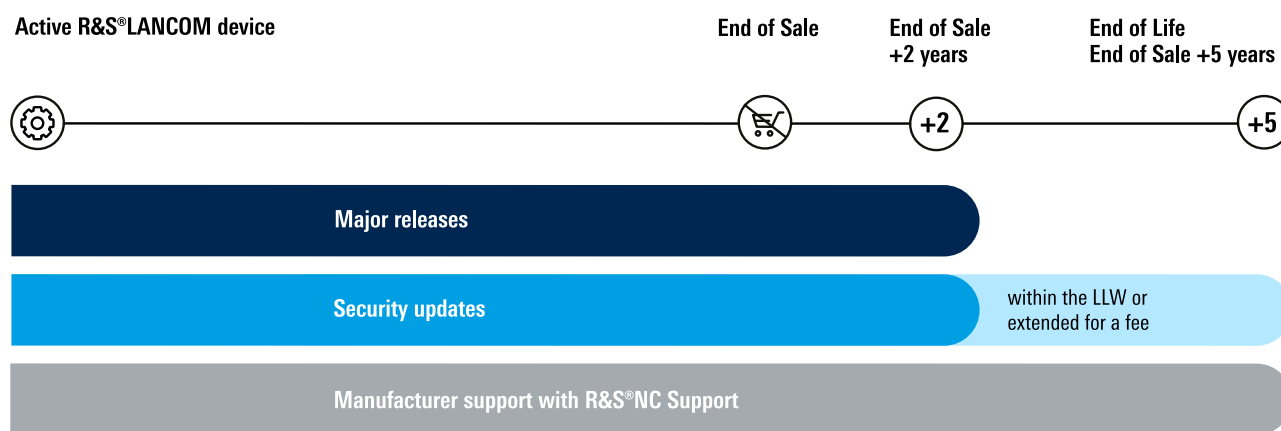 Active R&S®LANCOM device
End of Sale
End of Sale
+2 years
End of Life
End of Sale +5 years
+2
+5
Major releases
Security updates
within the LLW or
extended for a fee
Manufacturer support with R&S®NC Support